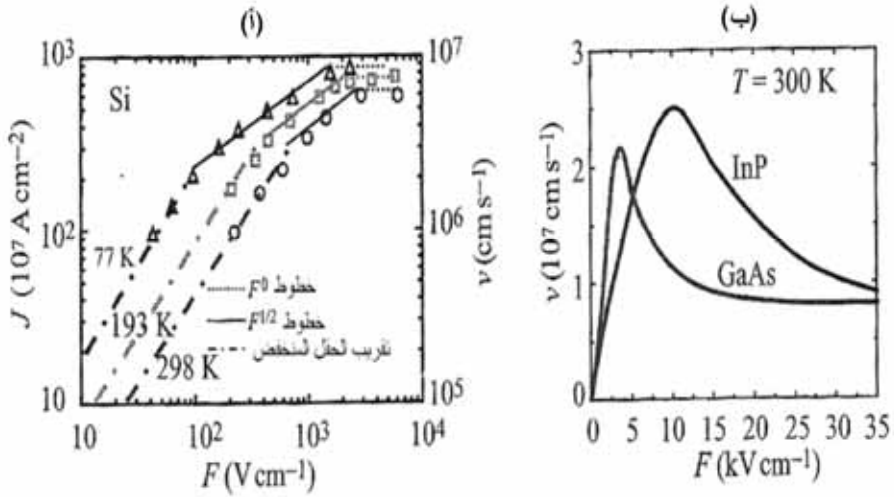 (أ)
(ب)
10³
10²
10
J (10⁷ A cm⁻²)
Si
77 K
193 K
298 K
خطوط F⁰
خطوط F¹/²
تقريب الحقل المنخفض
10
10²
10³
10⁴
F (V cm⁻¹)
10⁷
10⁶
10⁵
v (cm s⁻¹)
3
2
1
0
v (10⁷ cm s⁻¹)
T = 300 K
InP
GaAs
0
5
10
15
20
25
30
35
F (kV cm⁻¹)